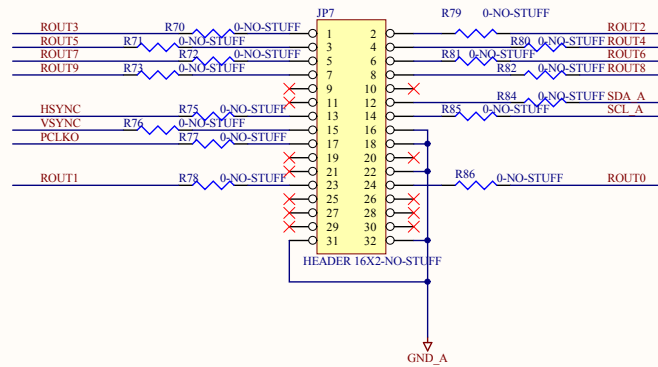 JP7
R79 0-NO-STUFF
ROUT3 R70 0-NO-STUFF 1 2 ROUT2
ROUT5 R71 0-NO-STUFF 3 4 R80 0-NO-STUFF ROUT4
ROUT7 R72 0-NO-STUFF 5 6 R81 0-NO-STUFF ROUT6
ROUT9 R73 0-NO-STUFF 7 8 R82 0-NO-STUFF ROUT8
9 10
11 12 R84 0-NO-STUFF SDA_A
HSYNC R75 0-NO-STUFF 13 14 R85 0-NO-STUFF SCL_A
VSYNC R76 0-NO-STUFF 15 16
PCLKO R77 0-NO-STUFF 17 18
19 20
21 22
ROUT1 R78 0-NO-STUFF 23 24 R86 0-NO-STUFF ROUT0
25 26
27 28
29 30
31 32
HEADER 16X2-NO-STUFF
GND_A